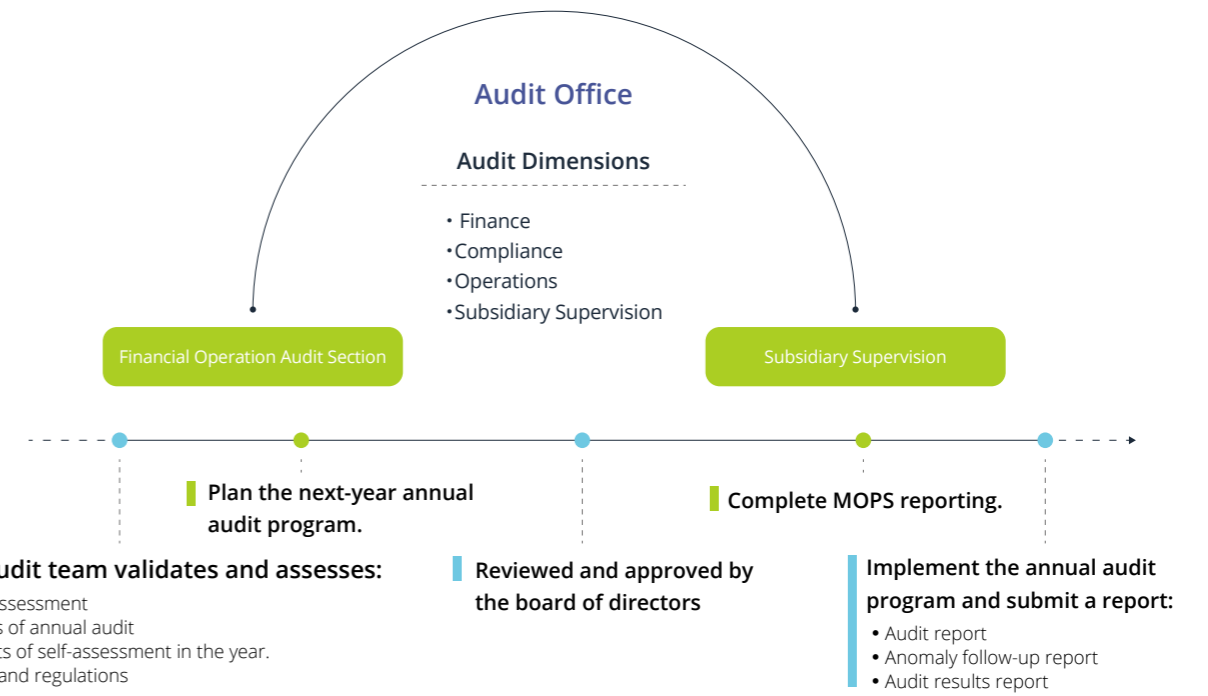 Audit Office
Audit Dimensions
• Finance
•Compliance
•Operations
•Subsidiary Supervision
Financial Operation Audit Section
Subsidiary Supervision
Plan the next-year annual
audit program.
Complete MOPS reporting.
team validates and assesses:
of annual audit
of self-assessment in the year.
and regulations
Reviewed and approved by
the board of directors
Implement the annual audit
program and submit a report:
• Audit report
• Anomaly follow-up report
• Audit results report